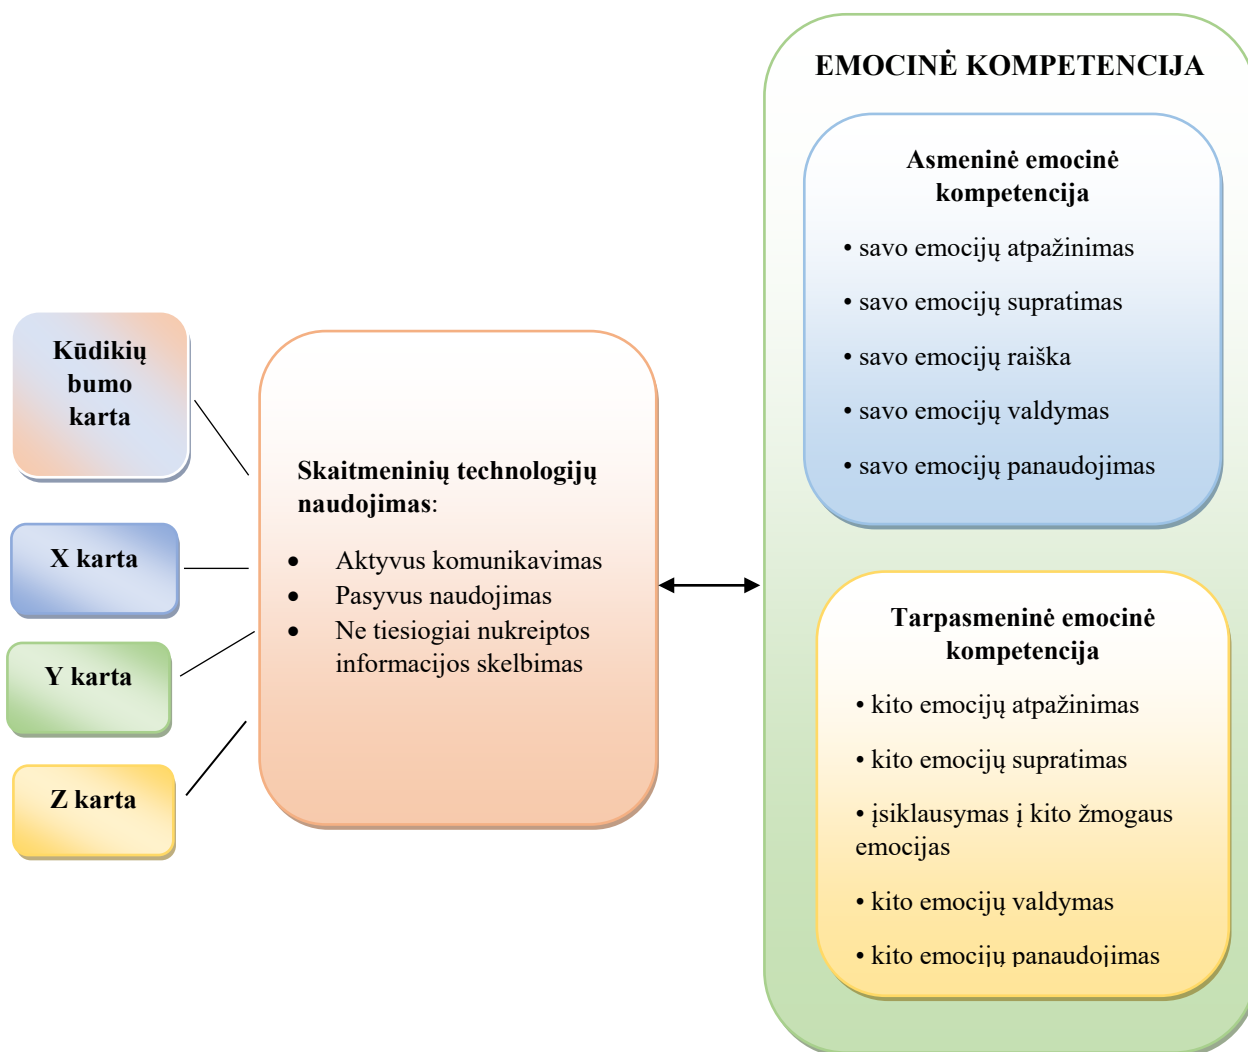 Kūdikių
bumo
karta
X karta
Y karta
Z karta
Skaitmeninių technologijų
naudojimas:
• Aktyvus komunikavimas
• Pasyvus naudojimas
• Ne tiesiogiai nukreiptos
informacijos skelbimas
EMOCINĖ KOMPETENCIJA
Asmeninė emocinė
kompetencija
• savo emocijų atpažinimas
• savo emocijų supratimas
• savo emocijų raiška
• savo emocijų valdymas
• savo emocijų panaudojimas
Tarpasmeninė emocinė
kompetencija
• kito emocijų atpažinimas
• kito emocijų supratimas
• įsiklausymas į kito žmogaus
emocijas
• kito emocijų valdymas
• kito emocijų panaudojimas